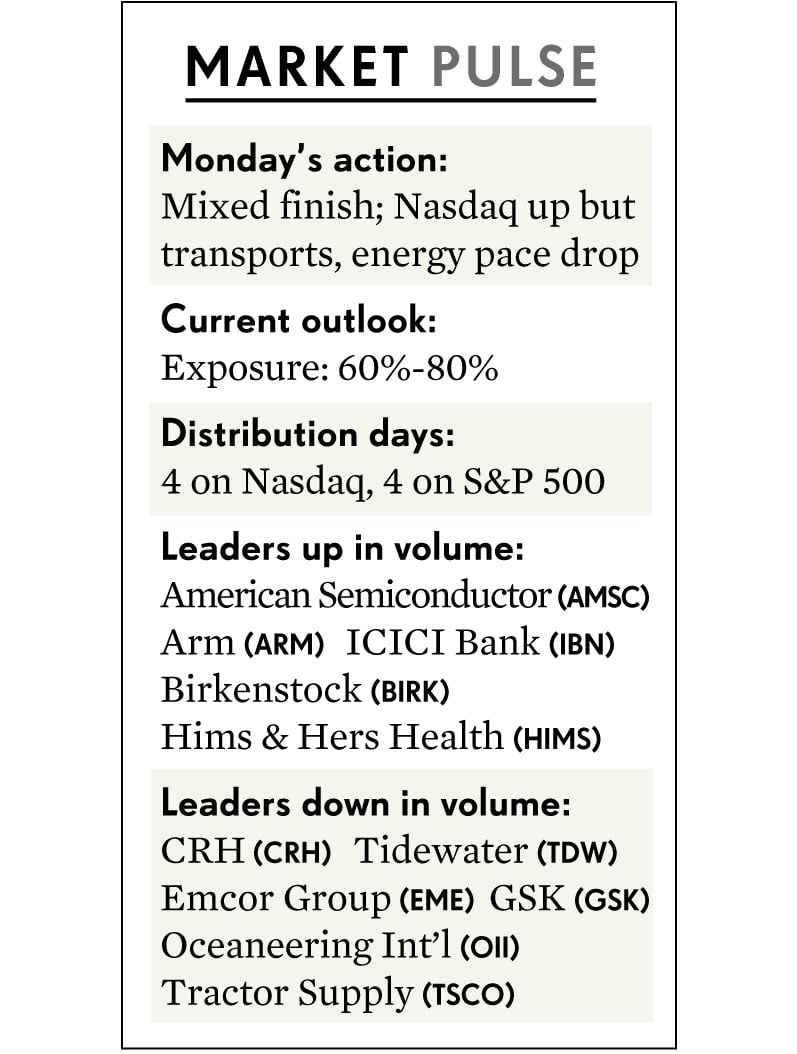 MARKET PULSE
Monday's action:
Mixed finish; Nasdaq up but
transports, energy pace drop
Current outlook:
Exposure: 60%-80%
Distribution days:
4 on Nasdaq, 4 on S&P 500
Leaders up in volume:
American Semiconductor (AMSC)
Arm (ARM) ICICI Bank (IBN)
Birkenstock (BIRK)
Hims & Hers Health (HIMS)
Leaders down in volume:
CRH (CRH) Tidewater (TDW)
Emcor Group (EME) GSK (GSK)
Oceaneering Int'l (OII)
Tractor Supply (TSCO)